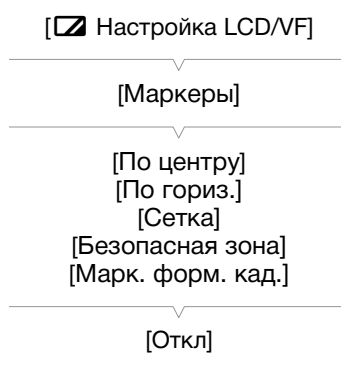 [ Настройка LCD/VF]
[Маркеры]
[По центру]
[По гориз.]
[Сетка]
[Безопасная зона]
[Марк. форм. кад.]
[Откл]